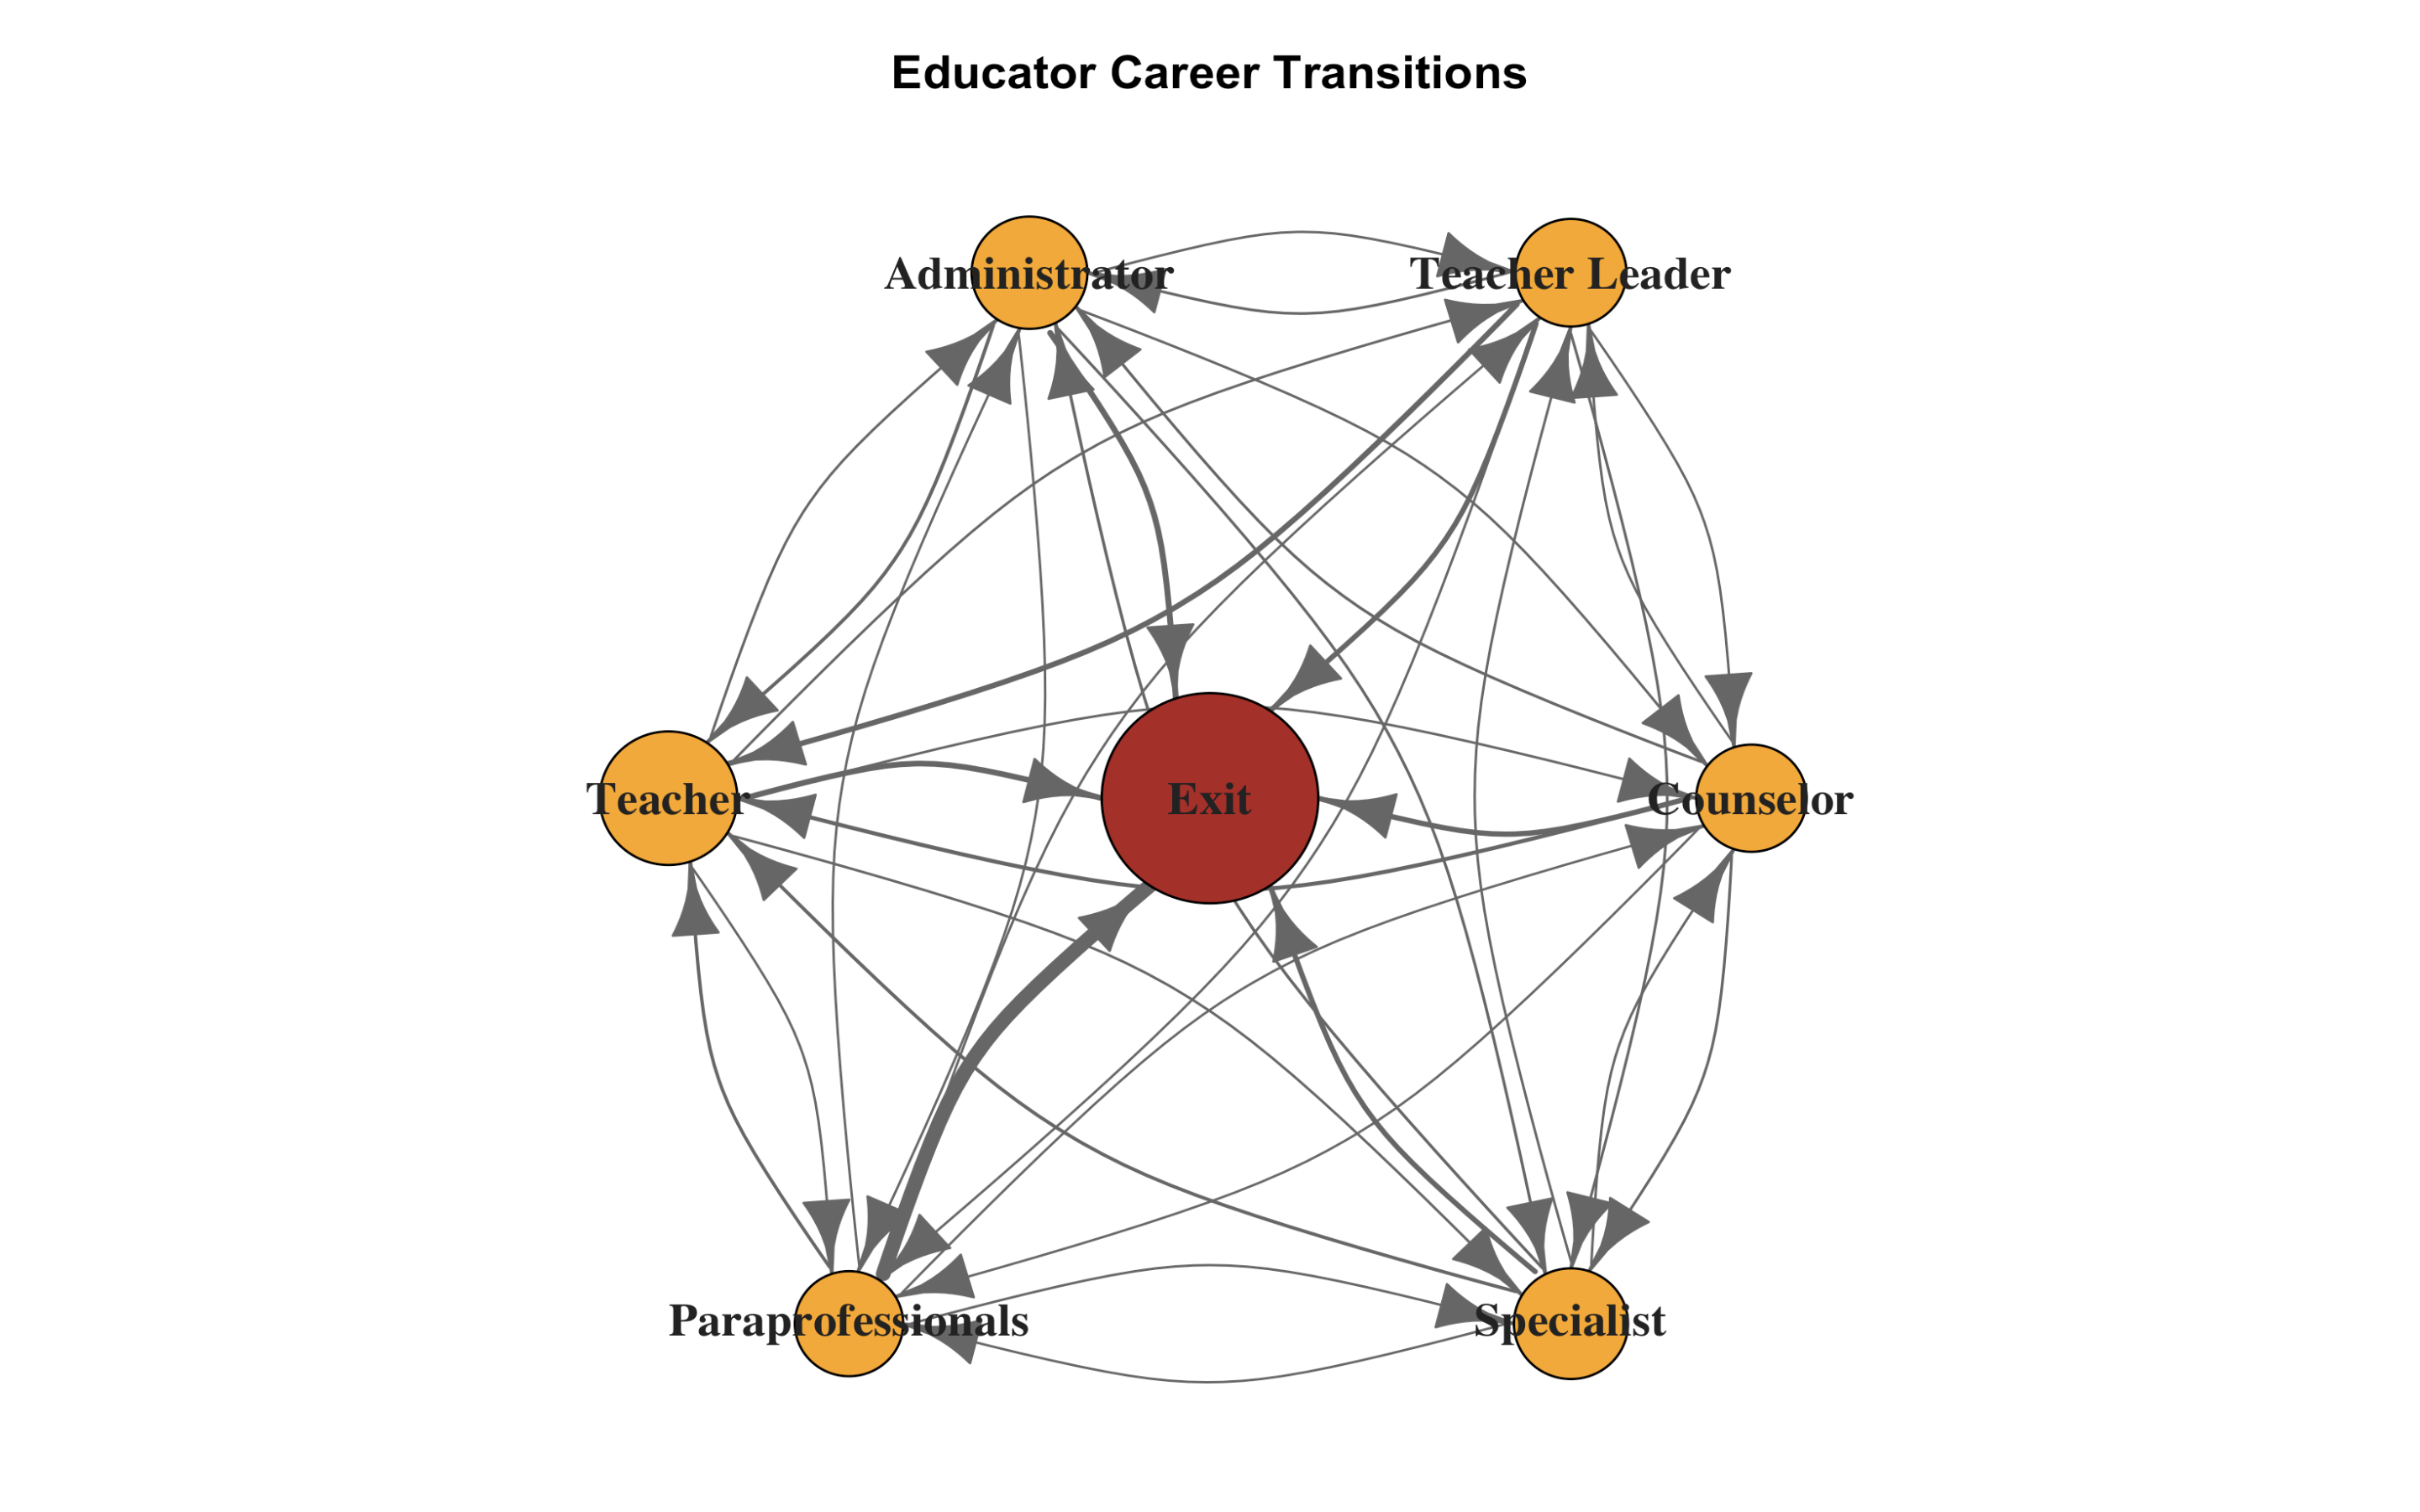 Educator Career Transitions
Administrator
Teacher Leader
Teacher
Exit
Counselor
Paraprofessionals
Specialist